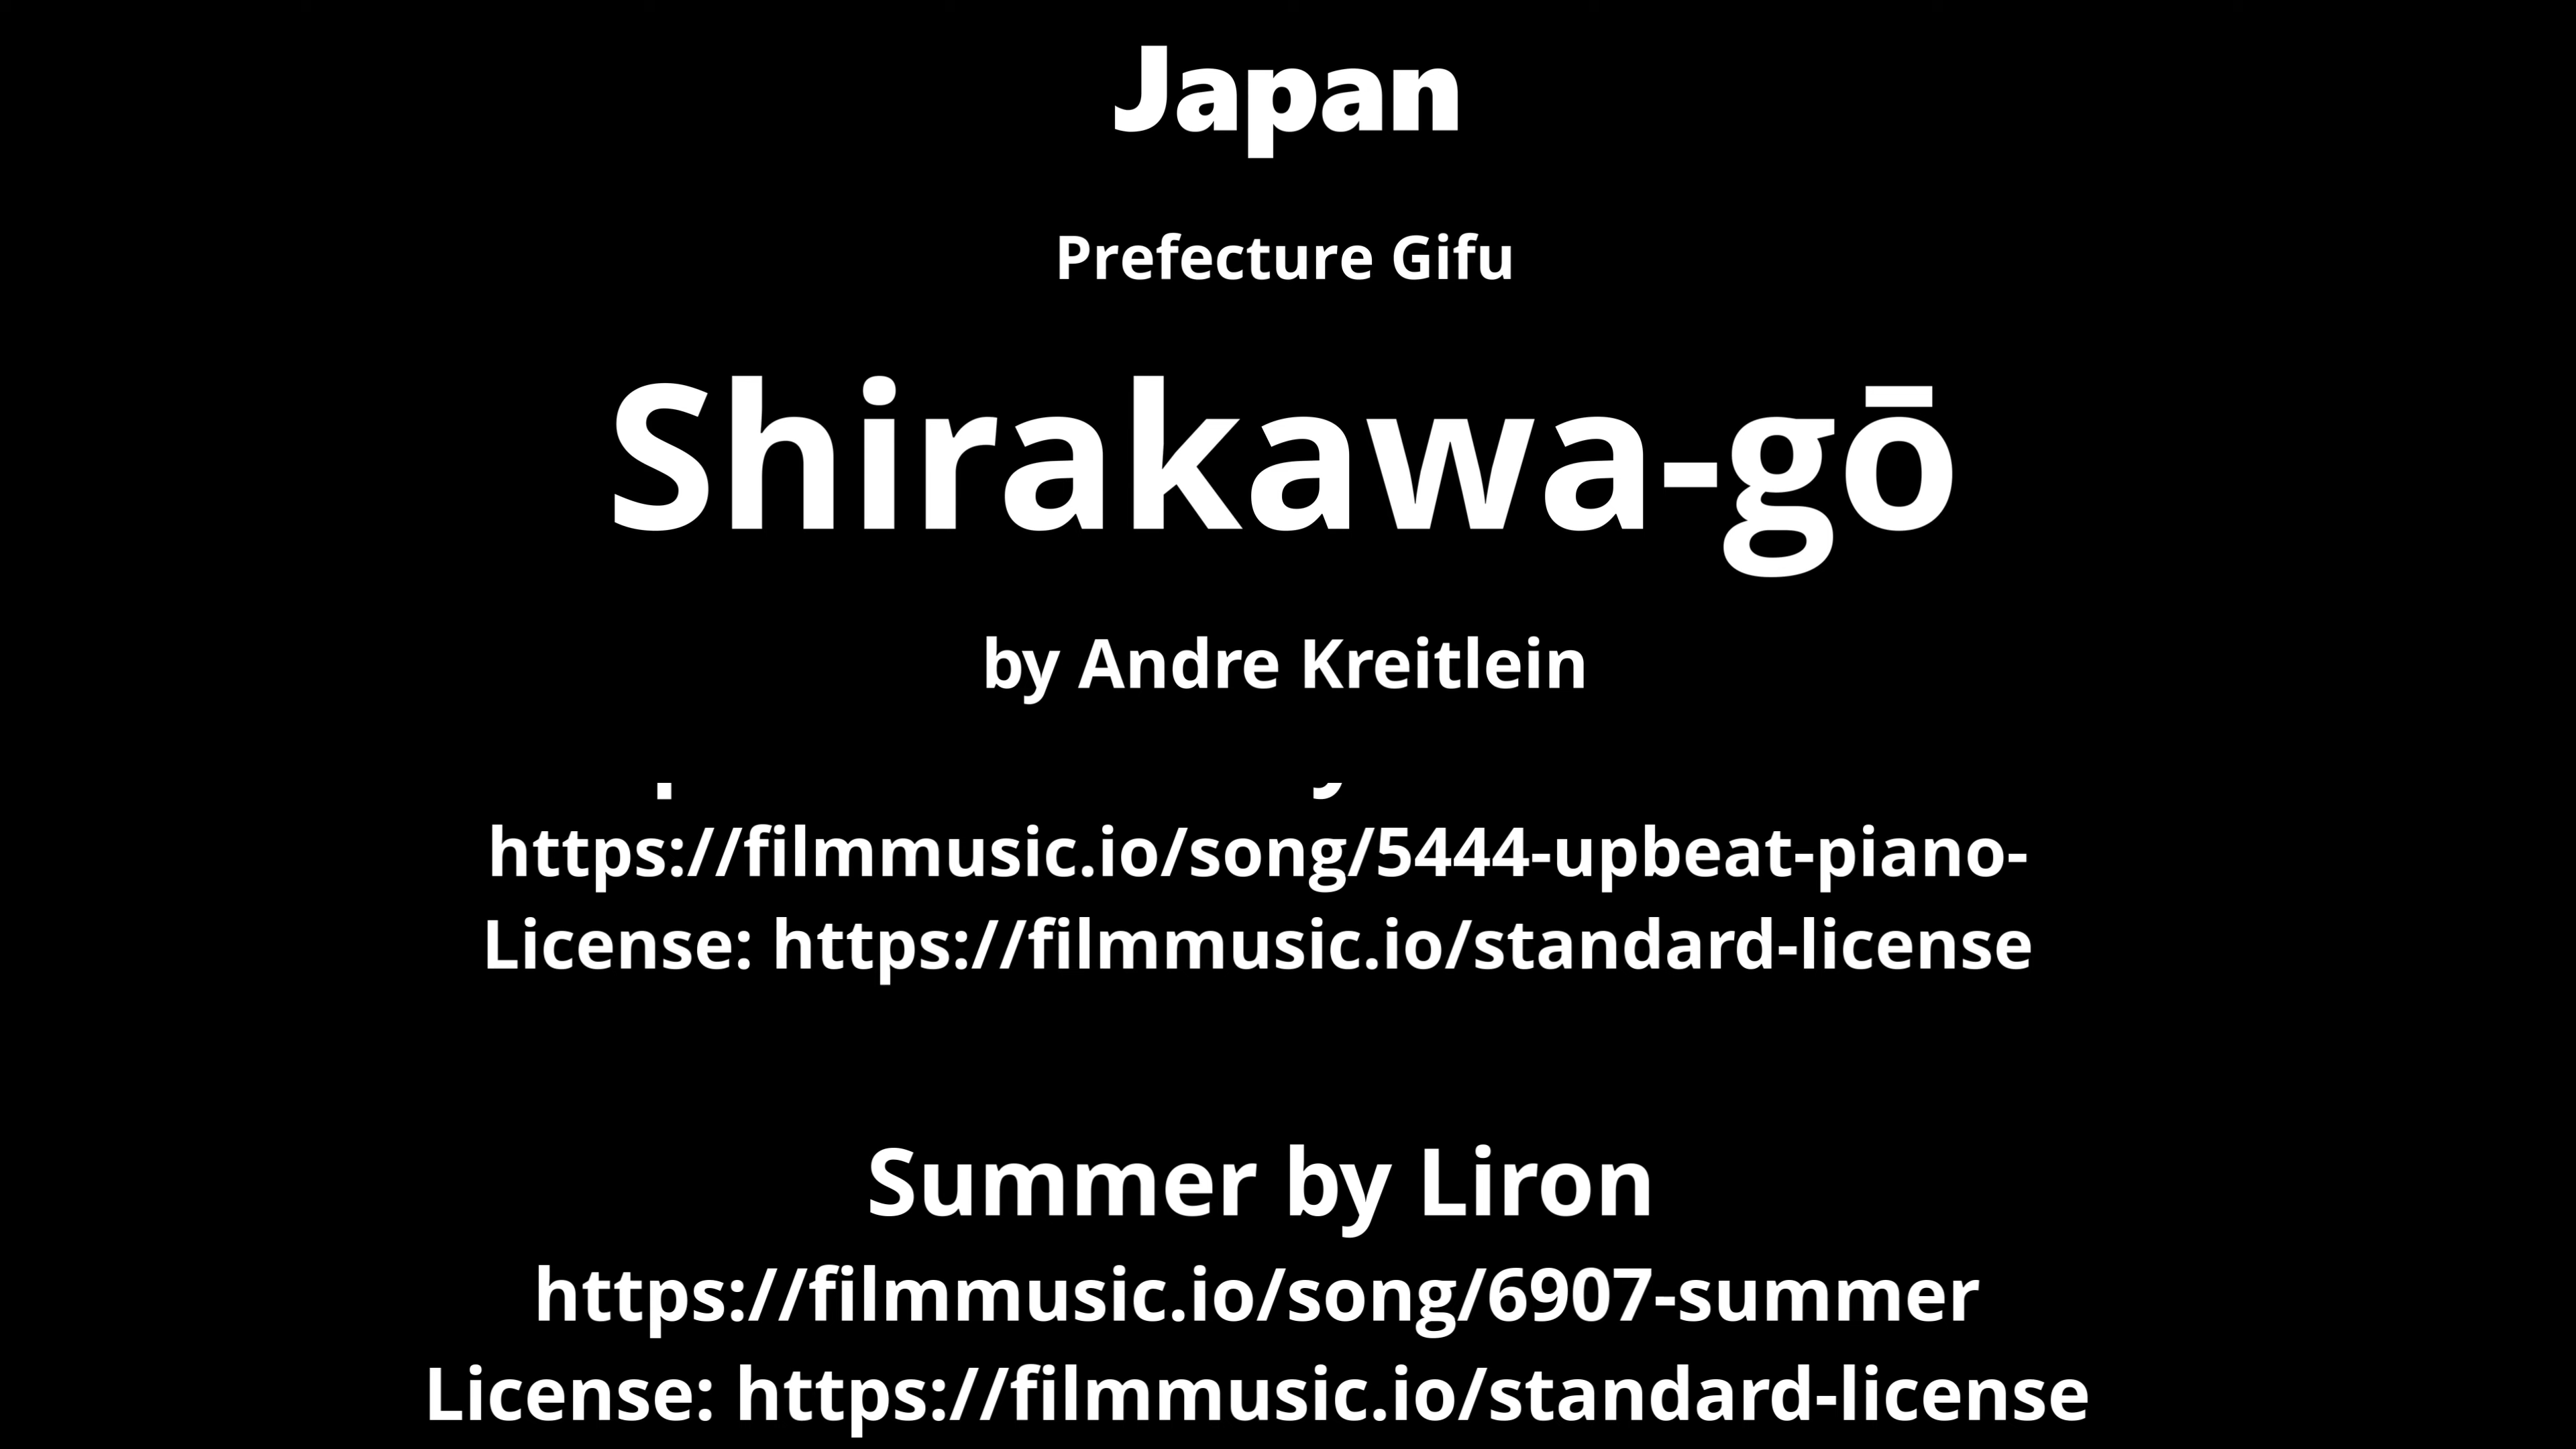 Japan
Prefecture Gifu
Shirakawa-gō
by Andre Kreitlein
https://filmmusic.io/song/5444-upbeat-piano-
License: https://filmmusic.io/standard-license
Summer by Liron
https://filmmusic.io/song/6907-summer
License: https://filmmusic.io/standard-license